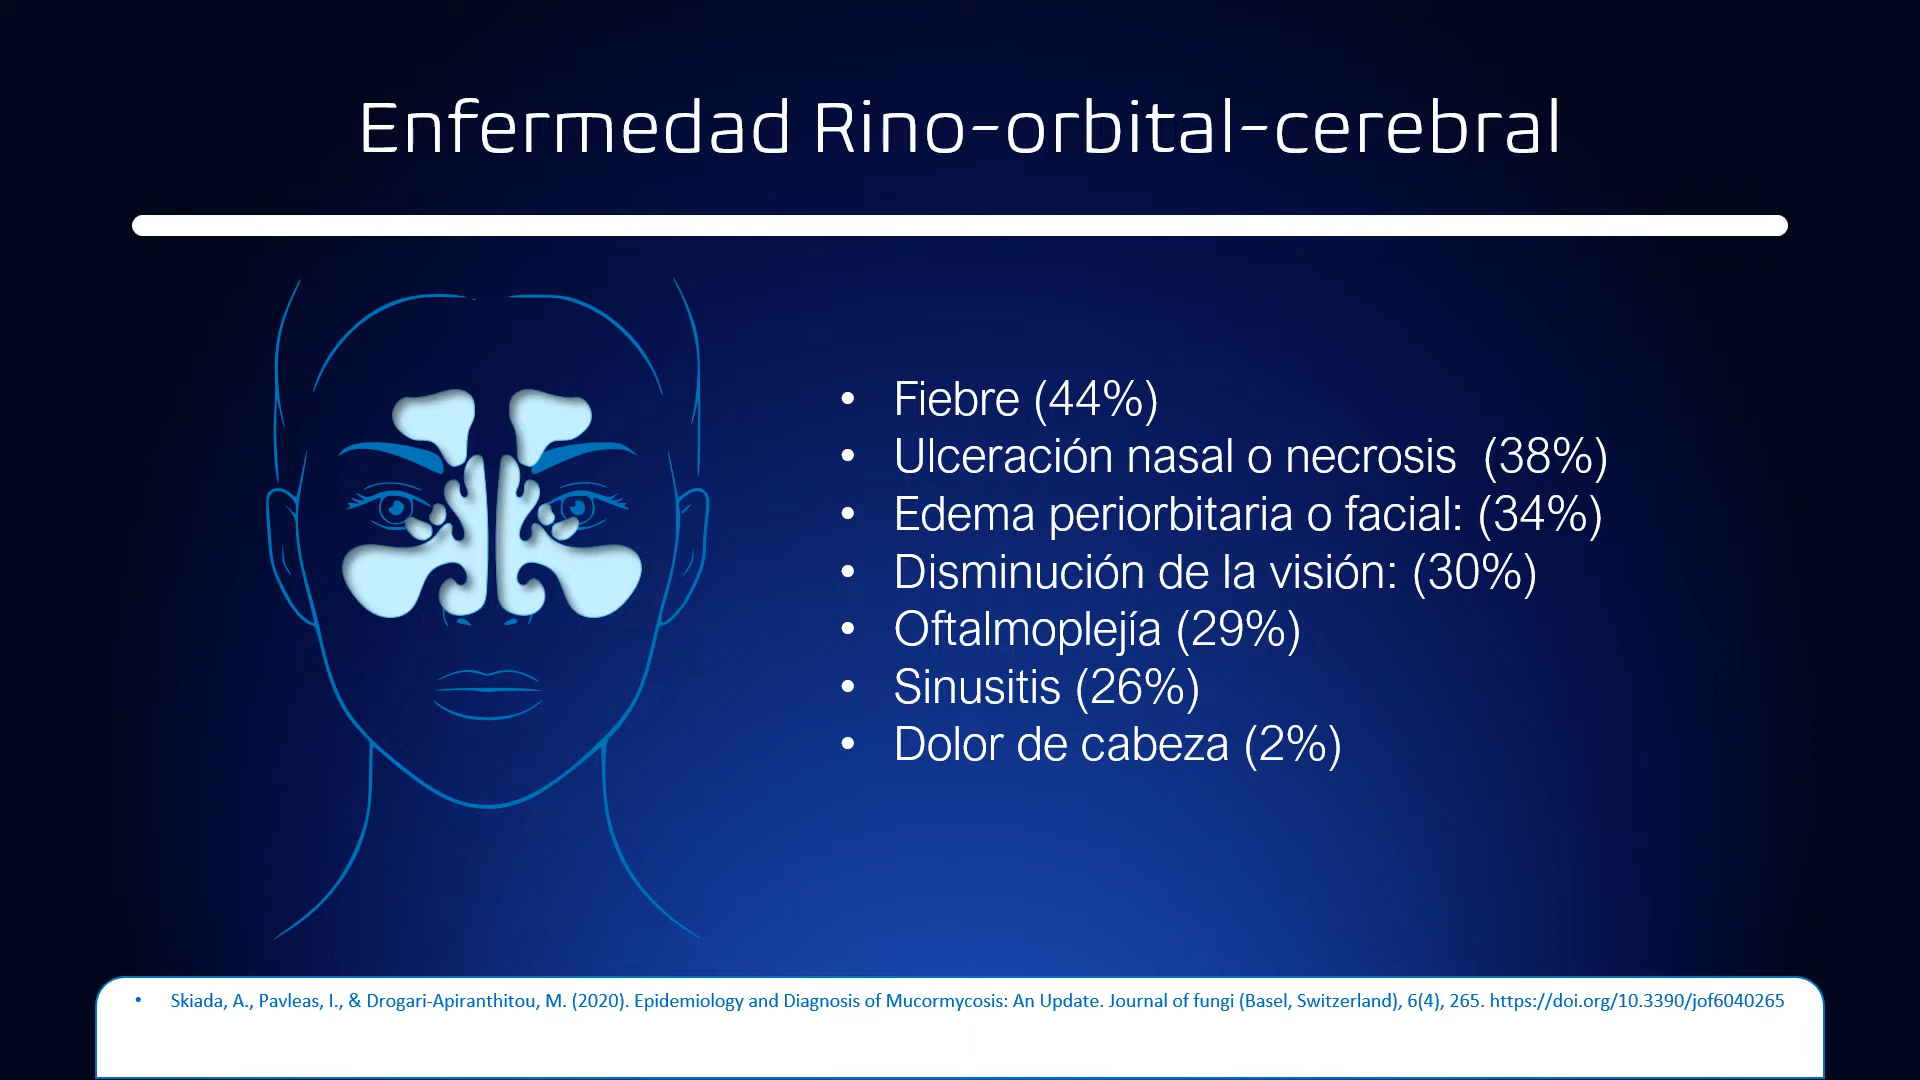 Enfermedad Rino-orbital-cerebral
• Fiebre (44%)
• Ulceración nasal o necrosis (38%)
• Edema periorbitaria o facial: (34%)
• Disminución de la visión: (30%)
• Oftalmoplejía (29%)
• Sinusitis (26%)
• Dolor de cabeza (2%)
• Skiada, A., Pavleas, I., & Drogari-Apiranthitou, M. (2020). Epidemiology and Diagnosis of Mucormycosis: An Update. Journal of fungi (Basel, Switzerland), 6(4), 265. https://doi.org/10.3390/jof6040265